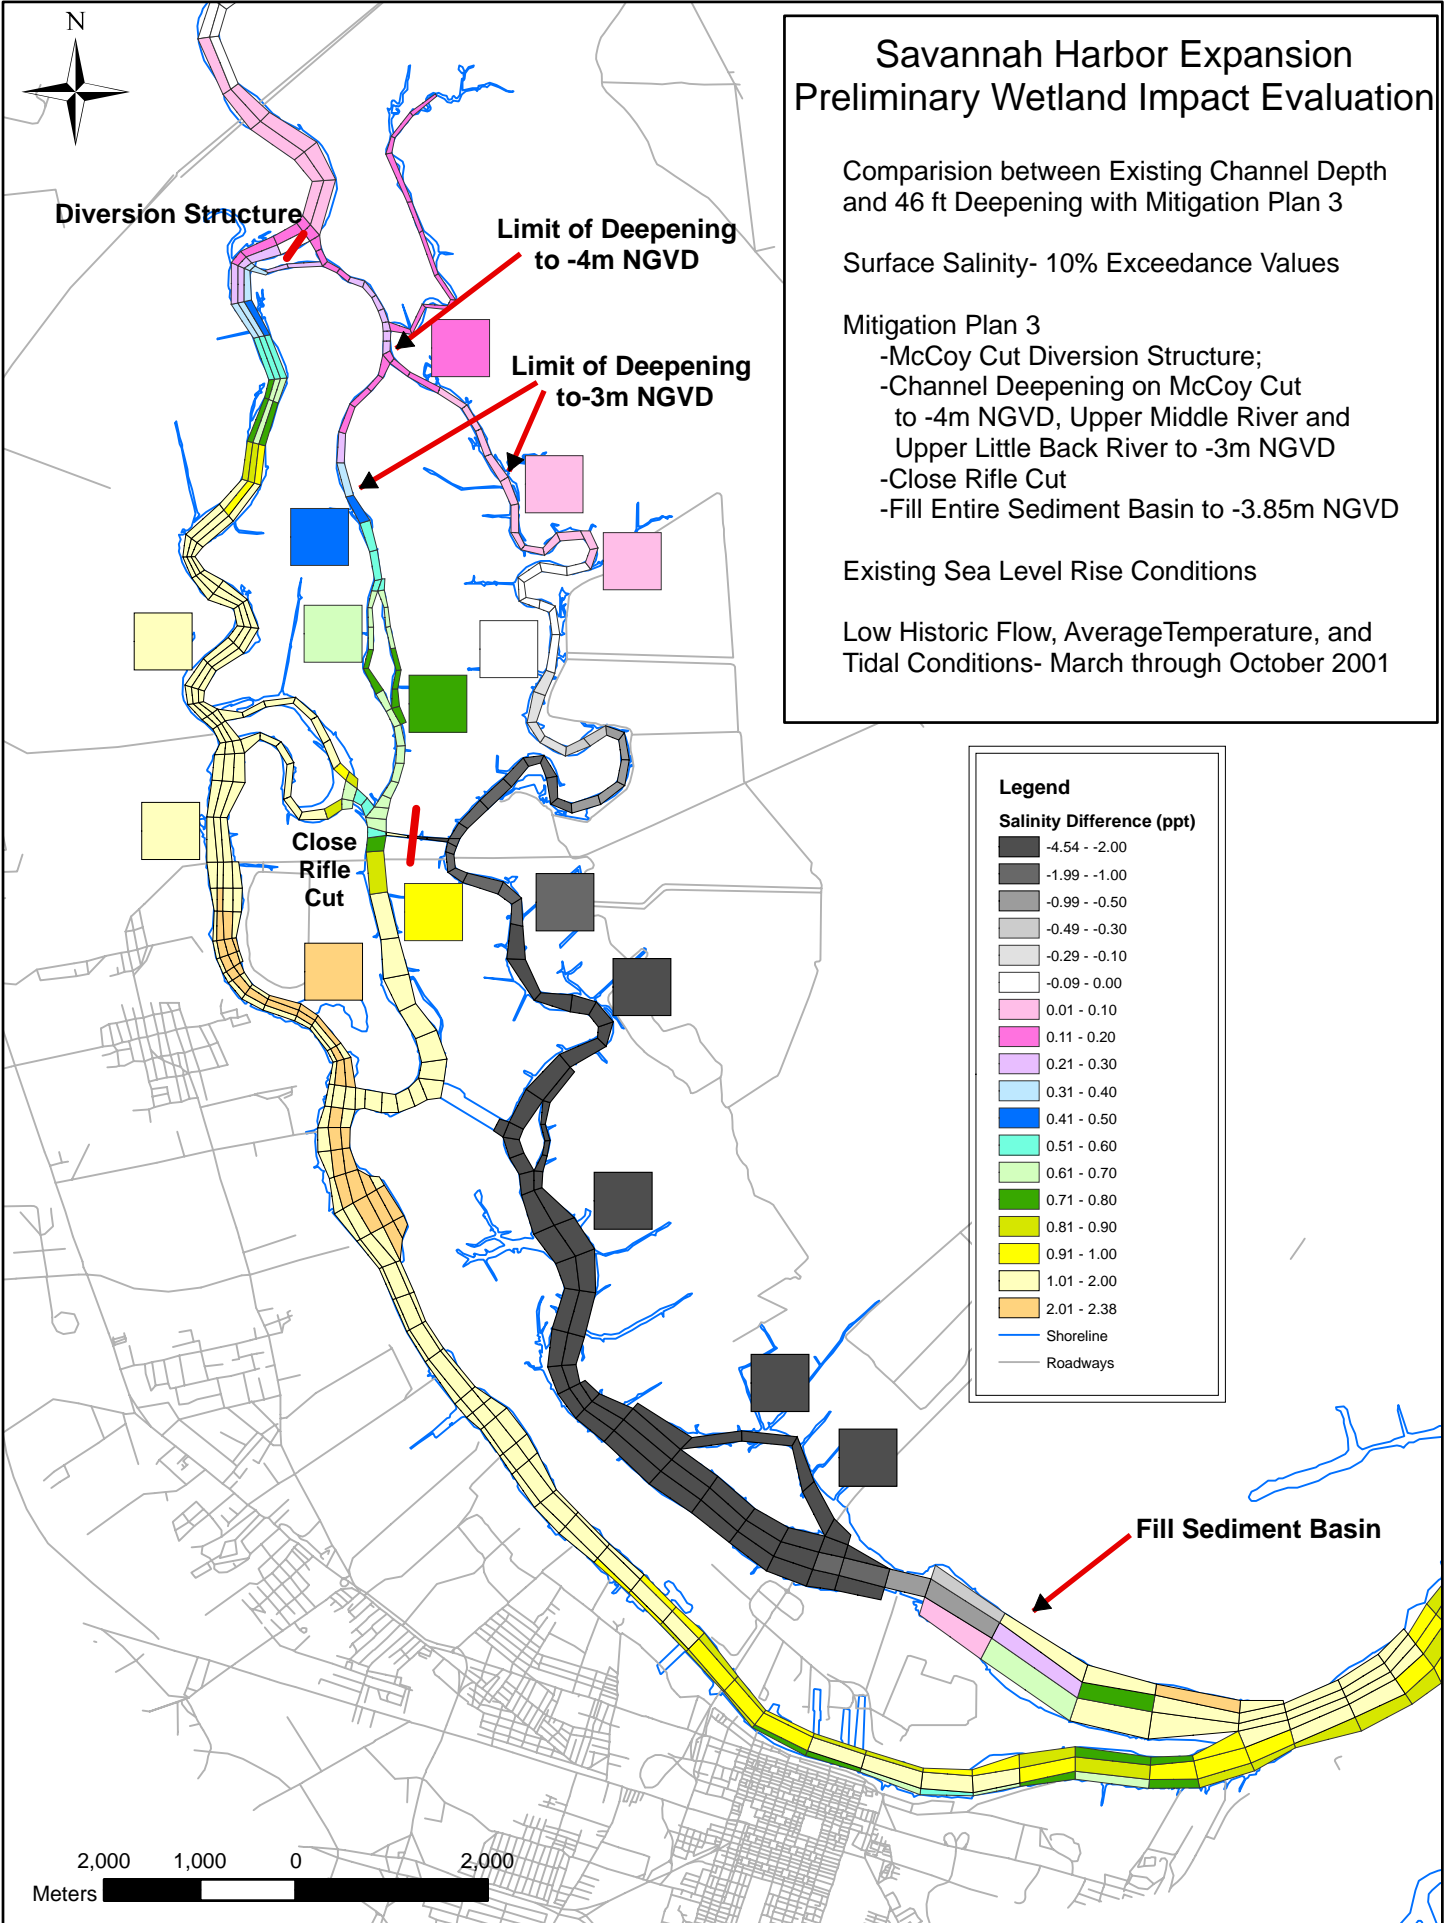 N
Savannah Harbor Expansion
Preliminary Wetland Impact Evaluation
Comparision between Existing Channel Depth
and 46 ft Deepening with Mitigation Plan 3
Surface Salinity- 10% Exceedance Values
Mitigation Plan 3
-McCoy Cut Diversion Structure;
-Channel Deepening on McCoy Cut
to -4m NGVD, Upper Middle River and
Upper Little Back River to -3m NGVD
-Close Rifle Cut
-Fill Entire Sediment Basin to -3.85m NGVD
Existing Sea Level Rise Conditions
Low Historic Flow, AverageTemperature, and
Tidal Conditions- March through October 2001
Diversion Structure
Limit of Deepening
to -4m NGVD
Limit of Deepening
to-3m NGVD
Close
Rifle
Cut
Legend
Salinity Difference (ppt)
-4.54 - -2.00
-1.99 - -1.00
-0.99 - -0.50
-0.49 - -0.30
-0.29 - -0.10
-0.09 - 0.00
0.01 - 0.10
0.11 - 0.20
0.21 - 0.30
0.31 - 0.40
0.41 - 0.50
0.51 - 0.60
0.61 - 0.70
0.71 - 0.80
0.81 - 0.90
0.91 - 1.00
1.01 - 2.00
2.01 - 2.38
Shoreline
Roadways
Fill Sediment Basin
2,000 1,000 0 2,000
Meters